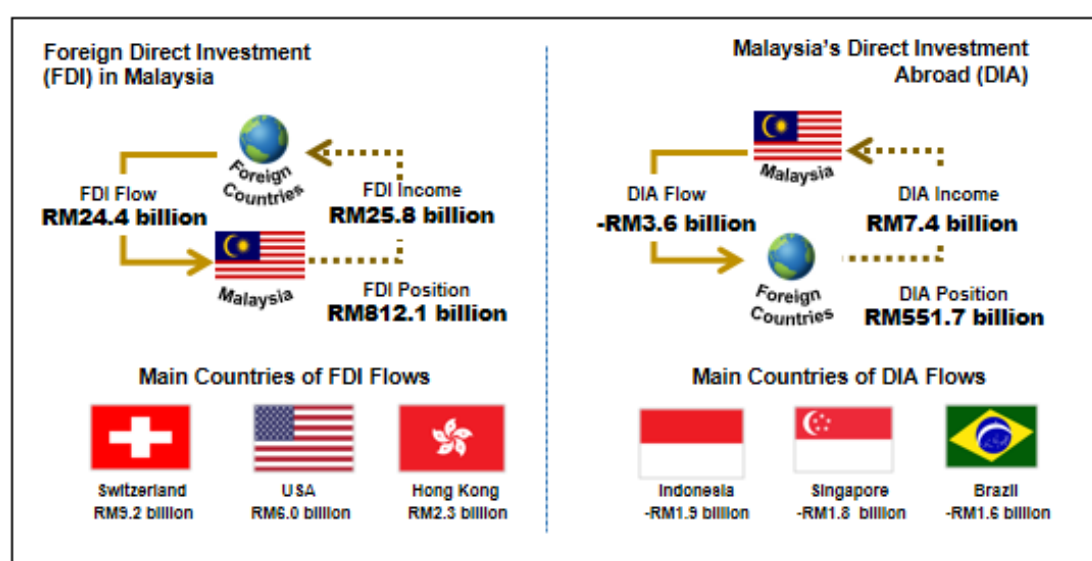 Foreign Direct Investment
(FDI) in Malaysia
Foreign
Countries
FDI Flow
RM24.4 billion
FDI Income
RM25.8 billion
Malaysia
FDI Position
RM812.1 billion
Main Countries of FDI Flows
Switzerland
RM9.2 billion
USA
RM6.0 billion
Hong Kong
RM2.3 billion
Malaysia's Direct Investment
Abroad (DIA)
Malaysia
DIA Flow
-RM3.6 billion
DIA Income
RM7.4 billion
Foreign
Countries
DIA Position
RM551.7 billion
Main Countries of DIA Flows
Indonesia
-RM1.9 billion
Singapore
-RM1.8 billion
Brazil
-RM1.6 billion